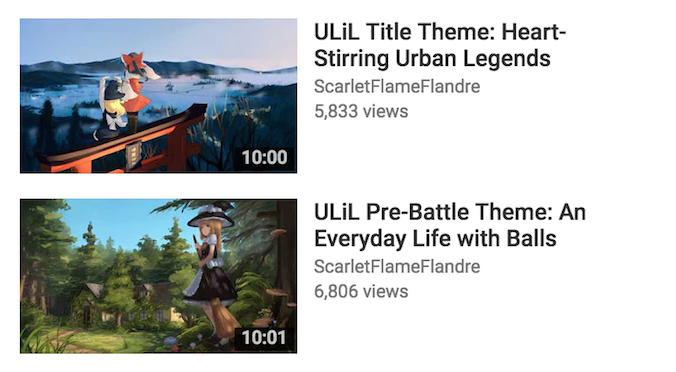 ULiL Title Theme: Heart-
Stirring Urban Legends
ScarletFlameFlandre
5,833 views
10:00
ULiL Pre-Battle Theme: An
Everyday Life with Balls
ScarletFlameFlandre
6,806 views
10:01